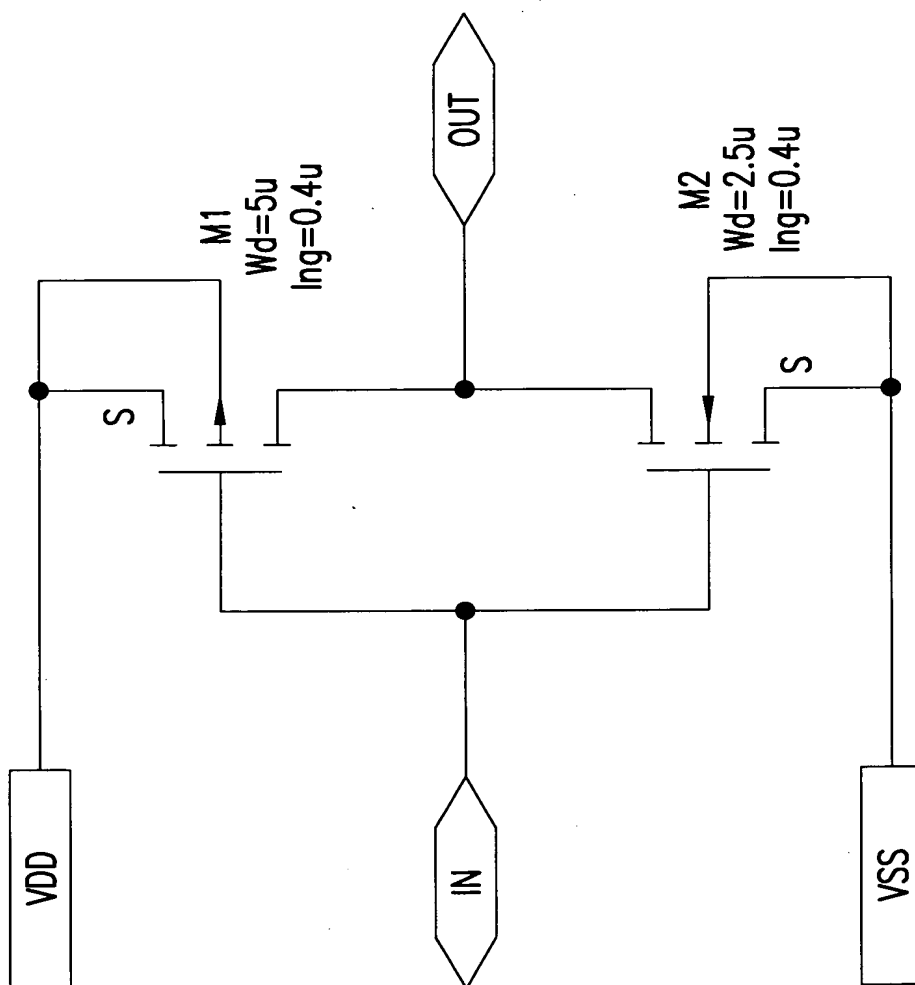 VDD
S
M1
Wd=5u
lng=0.4u
IN
OUT
M2
Wd=2.5u
lng=0.4u
S
VSS